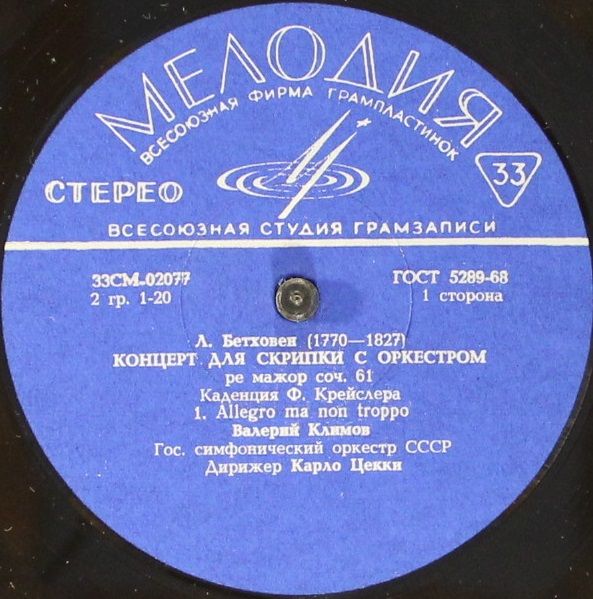 МЕЛОДИЯ
ВСЕСОЮЗНАЯ ФИРМА ГРАМПЛАСТИНОК
СТЕРЕО
33
ВСЕСОЮЗНАЯ СТУДИЯ ГРАМЗАПИСИ
33СМ-02077 ГОСТ 5289-68
2 гр. 1-20 1 сторона
Л. Бетховен (1770—1827)
КОНЦЕРТ ДЛЯ СКРИПКИ С ОРКЕСТРОМ
ре мажор соч. 61
Каденция Ф. Крейслера
1. Allegro ma non troppo
Валерий Климов
Гос. симфонический оркестр СССР
Дирижер Карло Цекки